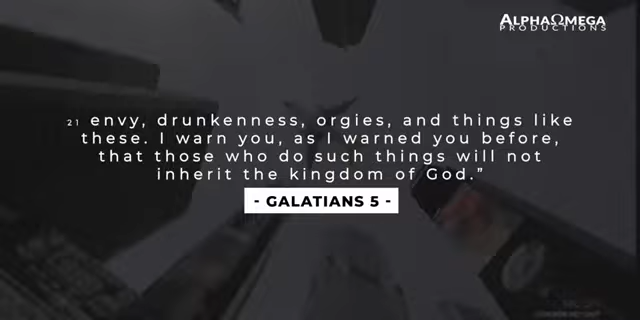 ALPHAΩMEGA
PRODUCTIONS
21 envy, drunkenness, orgies, and things like
these. I warn you, as I warned you before,
that those who do such things will not
inherit the kingdom of God.”
- GALATIANS 5 -